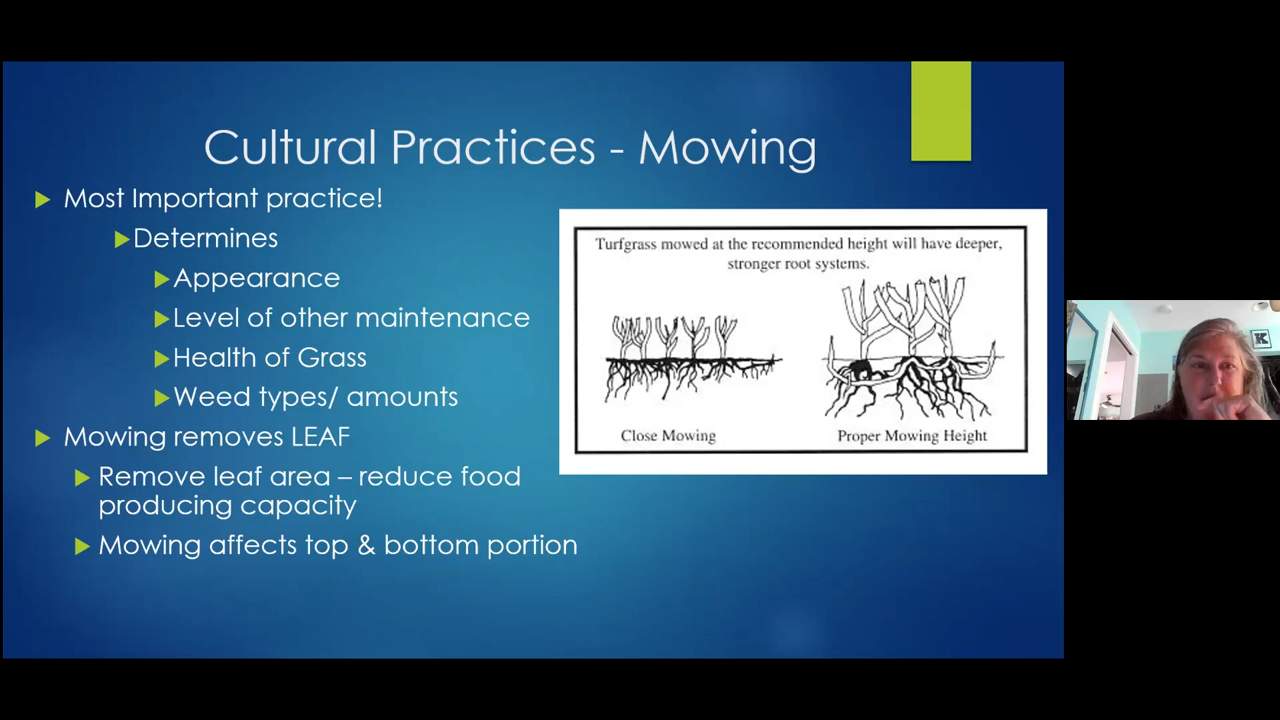 Cultural Practices - Mowing
Most Important practice!
Determines
Appearance
Level of other maintenance
Health of Grass
Weed types/ amounts
Mowing removes LEAF
Remove leaf area – reduce food
producing capacity
Mowing affects top & bottom portion
Turfgrass mowed at the recommended height will have deeper,
stronger root systems.
Close Mowing
Proper Mowing Height
K